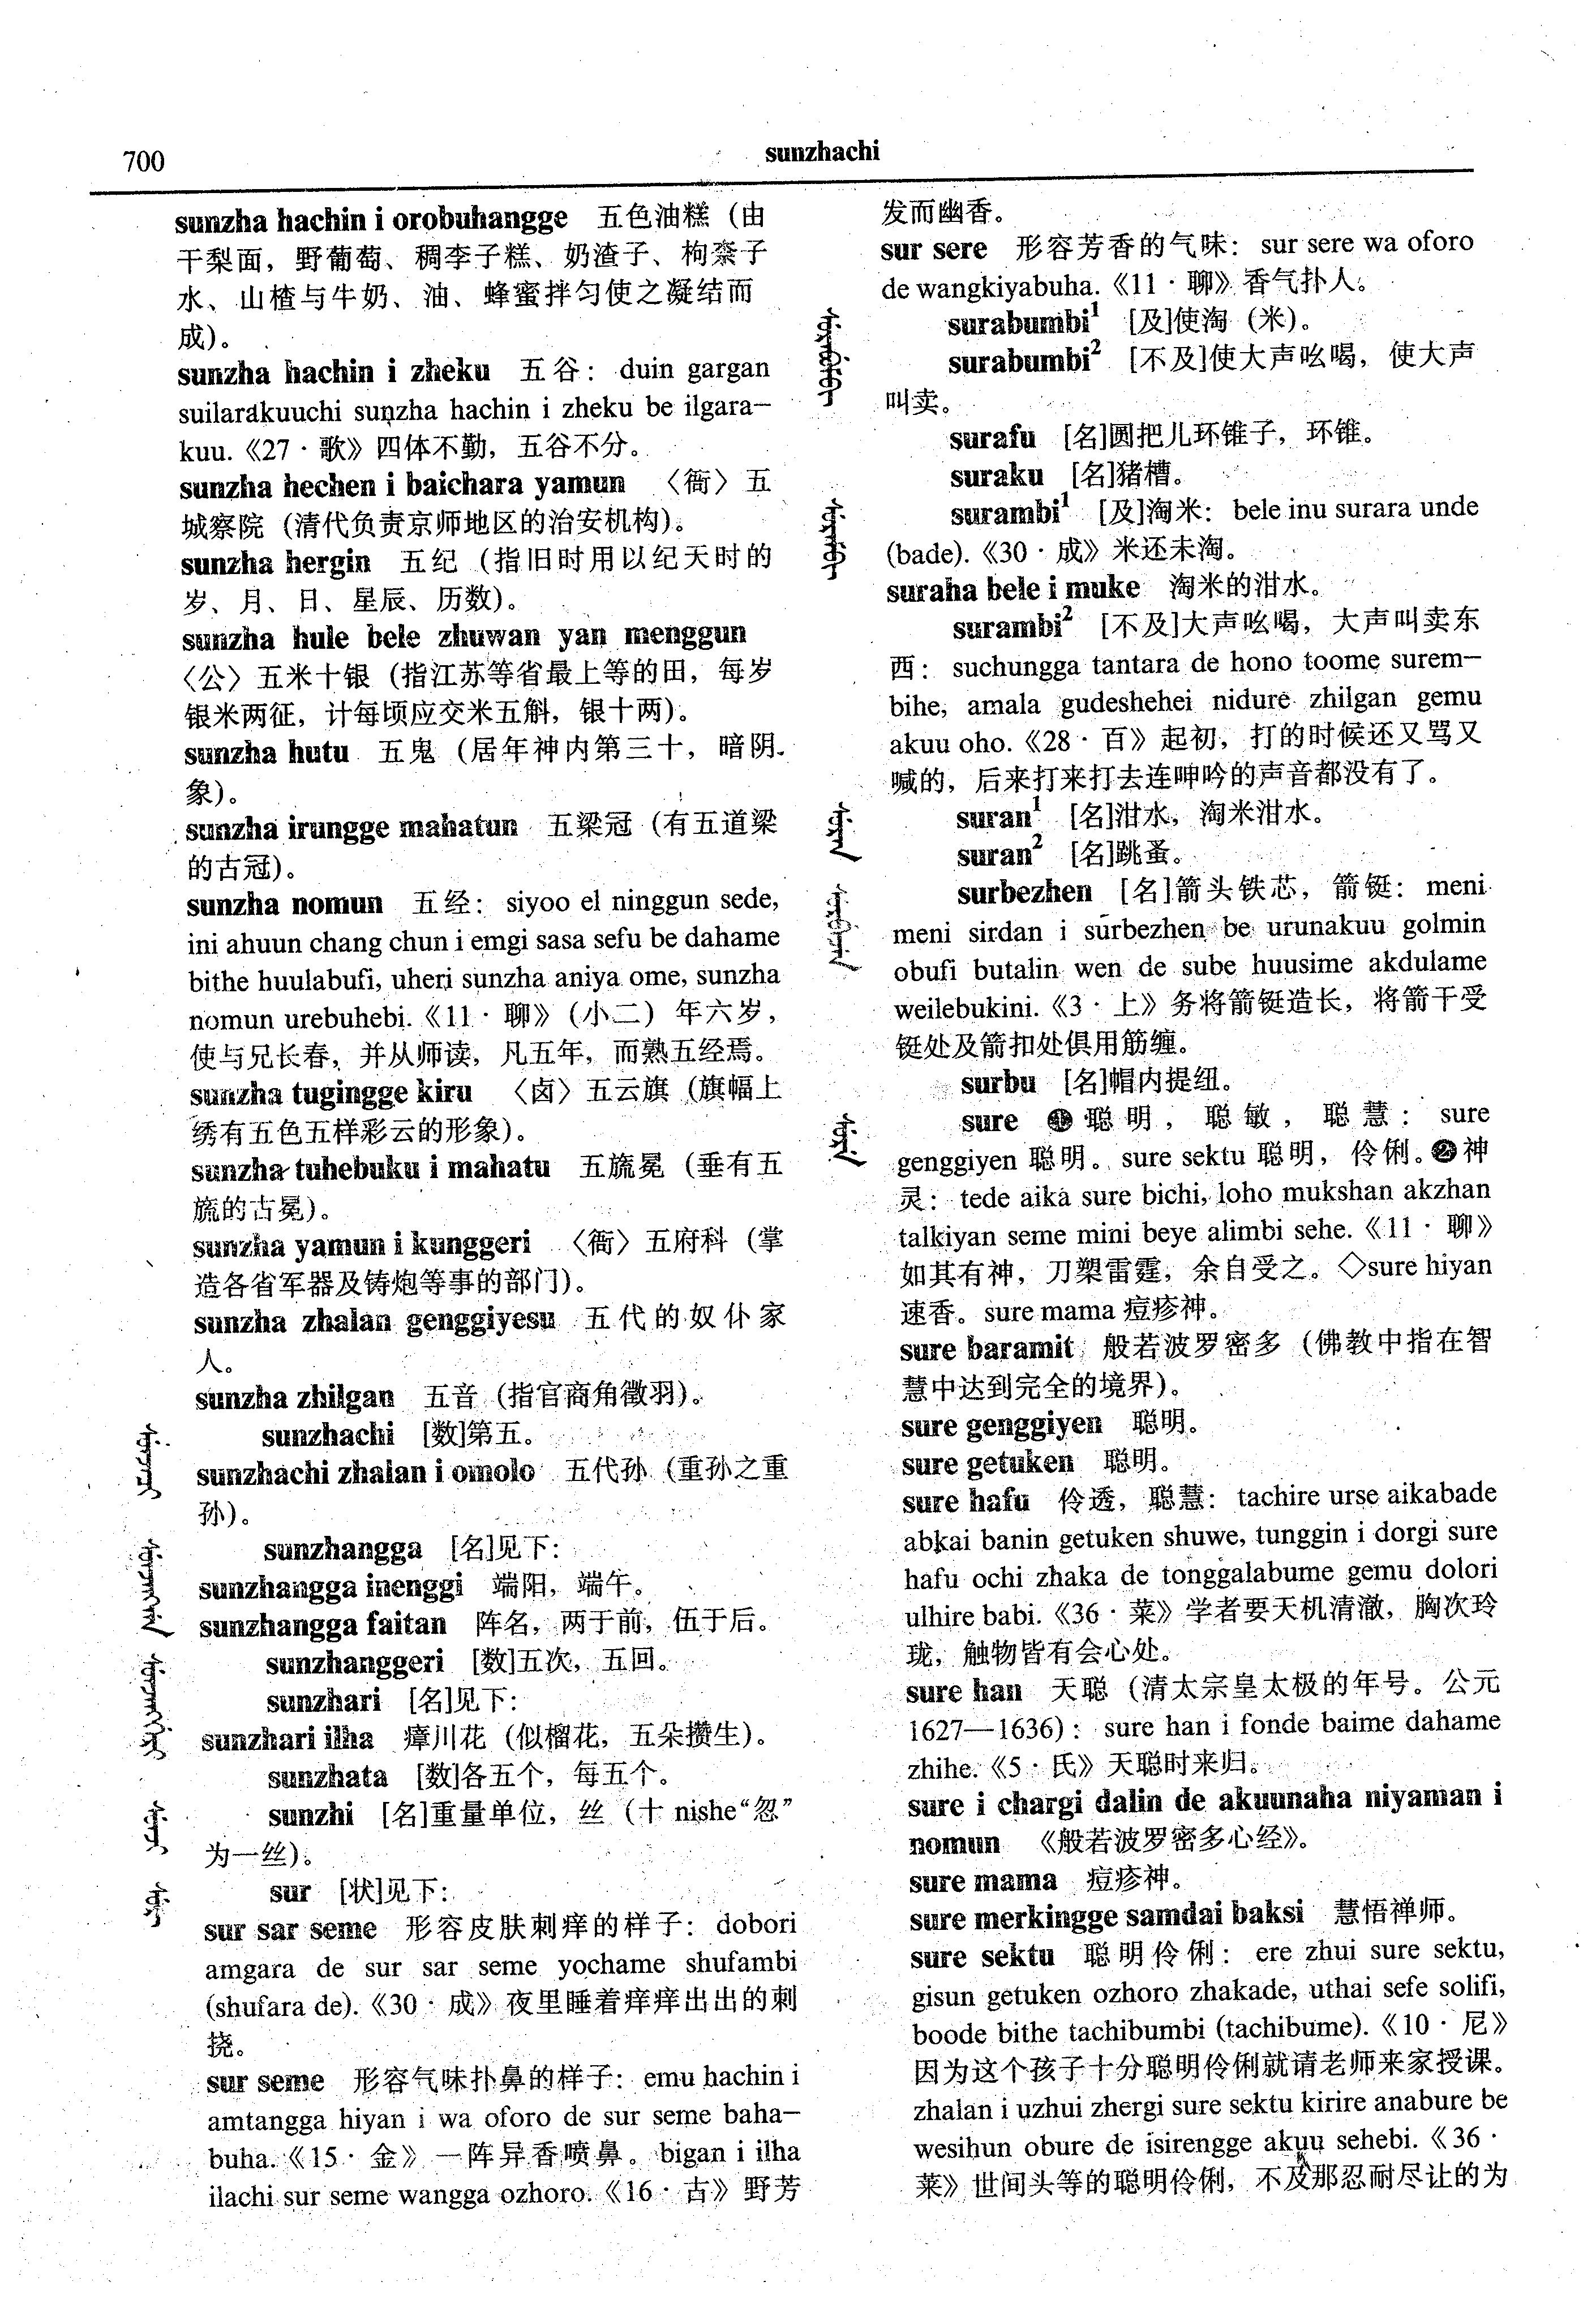 700
sunzhachi
sunzha hachin i orobuhangge 五色油糕（由
干梨面，野葡萄、稠李子糕、奶渣子、枸柰子
水、山楂与牛奶、油、蜂蜜拌匀使之凝结而
成）。
sunzha hachin i zheku 五谷： duin gargan
suilarakuuchi sunzha hachin i zheku be ilgara—
kuu.《27·歌》四体不勤，五谷不分。
sunzha hechen i baichara yamun 〈衙〉五
城察院（清代负责京师地区的治安机构）。
sunzha hergin 五纪（指旧时用以纪天时的
岁、月、日、星辰、历数）。
sunzha hule bele zhuwan yan menggun
〈公〉五米十银（指江苏等省最上等的田，每岁
银米两征，计每顷应交米五斛，银十两）。
sunzha hutu 五鬼（居年神内第三十，暗阴
象）。
sunzha irungge mahatun 五梁冠（有五道梁
的古冠）。
sunzha nomun 五经： siyoo el ninggun sede,
ini ahuun chang chun i emgi sasa sefu be dahame
bithe huulabufi, uheri sunzha aniya ome, sunzha
nomun urebuhebi.《11·聊》（小二）年六岁，
使与兄长春，并从师读，凡五年，而熟五经焉。
sunzha tugingge kiru 〈卤〉五云旗（旗幅上
绣有五色五样彩云的形象）。
sunzha tuhebuku i mahatu 五旒冕（垂有五
旒的古冕）。
sunzha yamun i kunggeri 〈衙〉五府科（掌
造各省军器及铸炮等事的部门）。
sunzha zhalan genggiyesu 五代的奴仆家
人。
sunzha zhilgan 五音（指官商角徵羽）。
sunzhachi [数]第五。
sunzhachi zhalan i omolo 五代孙（重孙之重
孙）。
sunzhangga [名]见下：
sunzhangga inenggi 端阳，端午。
sunzhangga faitan 阵名，两于前，伍于后。
sunzhanggeri [数]五次，五回。
sunzhari [名]见下：
sunzhari ilha 瘴川花（似榴花，五朵攒生）。
sunzhata [数]各五个，每五个。
sunzhi [名]重量单位，丝（十 nishe“忽”
为一丝）。
sur [状]见下：
sur sar seme 形容皮肤刺痒的样子： dobori
amgara de sur sar seme yochame shufambi
(shufara de).《30·成》夜里睡着痒痒出出的刺
挠。
sur seme 形容气味扑鼻的样子： emu hachin i
amtangga hiyan i wa oforo de sur seme baha—
buha.《15·金》一阵异香喷鼻。bigan i ilha
ilachi sur seme wangga ozhoro.《16·古》野芳
发而幽香。
sur sere 形容芳香的气味： sur sere wa oforo
de wangkiyabuha.《11·聊》香气扑人。
surabumbi¹ [及]使淘（米）。
surabumbi² [不及]使大声吆喝，使大声
叫卖。
surafu [名]圆把儿环锥子，环锥。
suraku [名]猪槽。
surambi¹ [及]淘米： bele inu surara unde
(bade).《30·成》米还未淘。
suraha bele i muke 淘米的泔水。
surambi² [不及]大声吆喝，大声叫卖东
西： suchungga tantara de hono toome surem—
bihe, amala gudeshehei nidure zhilgan gemu
akuu oho.《28·百》起初，打的时候还又骂又
喊的，后来打来打去连呻吟的声音都没有了。
suran¹ [名]泔水，淘米泔水。
suran² [名]跳蚤。
surbezhen [名]箭头铁芯，箭铤： meni
meni sirdan i surbezhen be urunakuu golmin
obufi butalin wen de sube huusime akdulame
weilebukini.《3·上》务将箭铤造长，将箭干受
铤处及箭扣处俱用筋缠。
surbu [名]帽内提纽。
sure ❶聪明，聪敏，聪慧： sure
genggiyen 聪明。sure sektu 聪明，伶俐。❷神
灵： tede aika sure bichi, loho mukshan akzhan
talkiyan seme mini beye alimbi sehe.《11·聊》
如其有神，刀槊雷霆，余自受之。◇sure hiyan
速香。sure mama 痘疹神。
sure baramit 般若波罗密多（佛教中指在智
慧中达到完全的境界）。
sure genggiyen 聪明。
sure getuken 聪明。
sure hafu 伶透，聪慧： tachire urse aikabade
abkai banin getuken shuwe, tunggin i dorgi sure
hafu ochi zhaka de tonggalabume gemu dolori
ulhire babi.《36·菜》学者要天机清澈，胸次玲
珑，触物皆有会心处。
sure han 天聪（清太宗皇太极的年号。公元
1627—1636）： sure han i fonde baime dahame
zhihe.《5·氏》天聪时来归。
sure i chargi dalin de akuunaha niyaman i
nomun 《般若波罗密多心经》。
sure mama 痘疹神。
sure merkingge samdai baksi 慧悟禅师。
sure sektu 聪明伶俐： ere zhui sure sektu,
gisun getuken ozhoro zhakade, uthai sefe solifi,
boode bithe tachibumbi (tachibume).《10·尼》
因为这个孩子十分聪明伶俐就请老师来家授课。
zhalan i uzhui zhergi sure sektu kirire anabure be
wesihun obure de isirengge akuu sehebi.《36·
菜》世间头等的聪明伶俐，不及那忍耐尽让的为